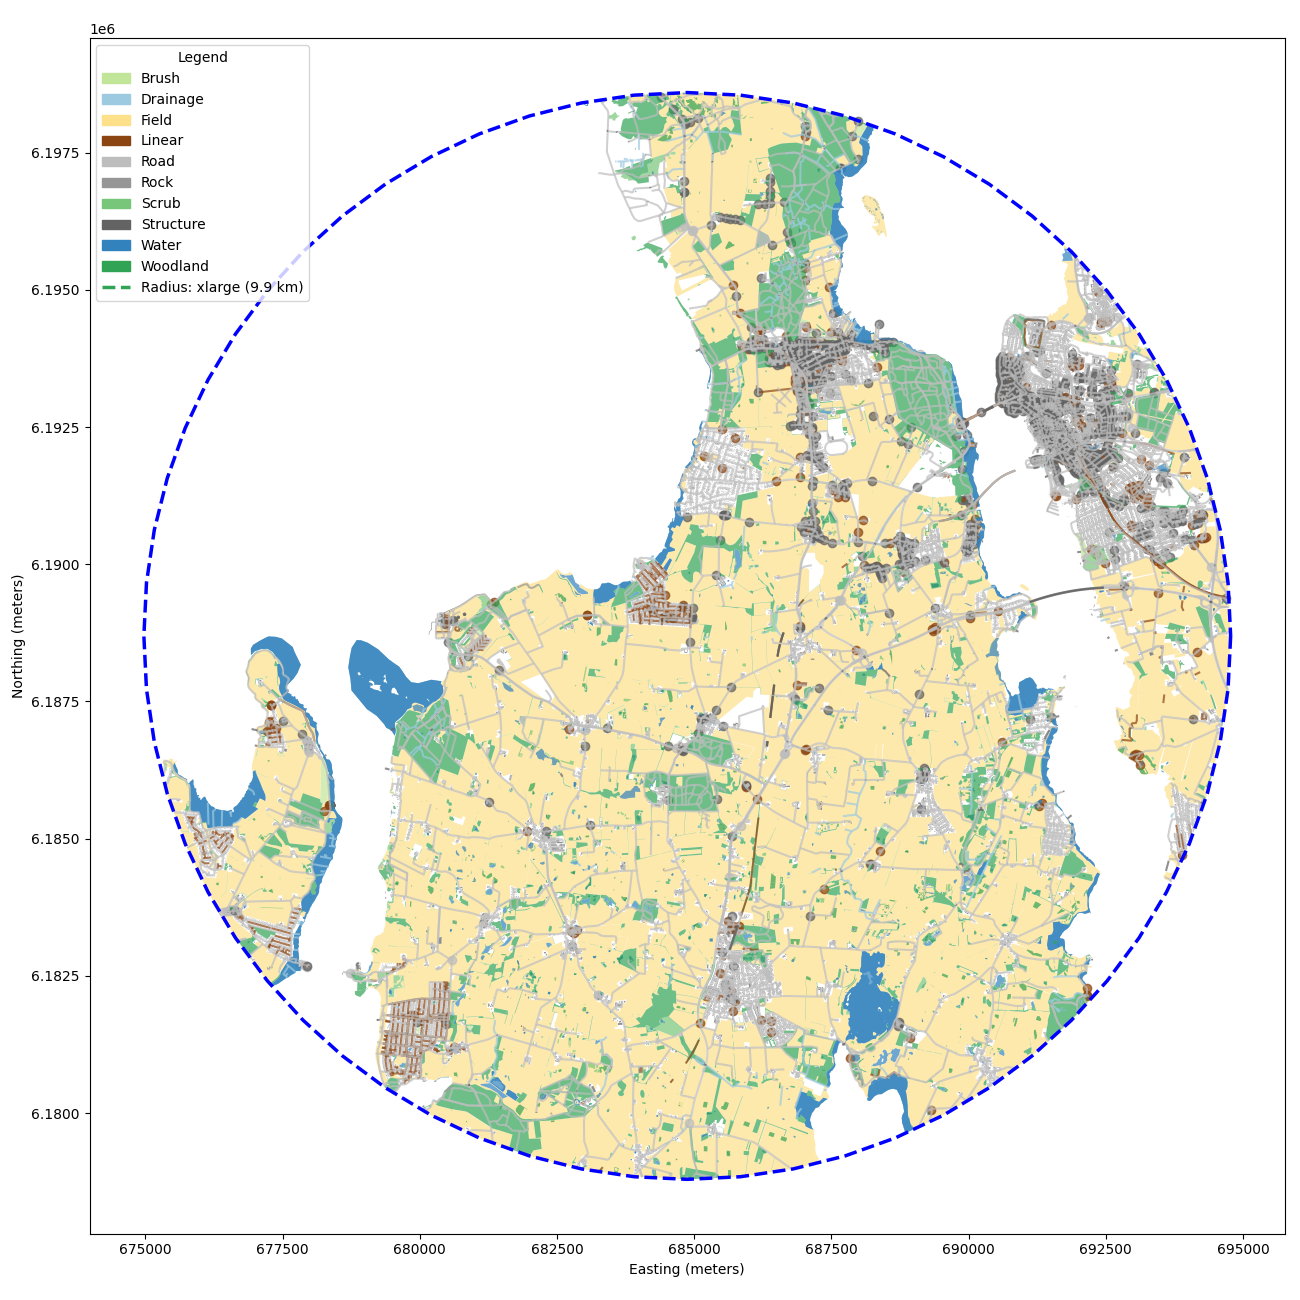 1e6
Legend
Brush
Drainage
Field
Linear
Road
Rock
Scrub
Structure
Water
Woodland
Radius: xlarge (9.9 km)
6.1975
6.1950
6.1925
6.1900
6.1875
6.1850
6.1825
6.1800
Northing (meters)
675000 677500 680000 682500 685000 687500 690000 692500 695000
Easting (meters)